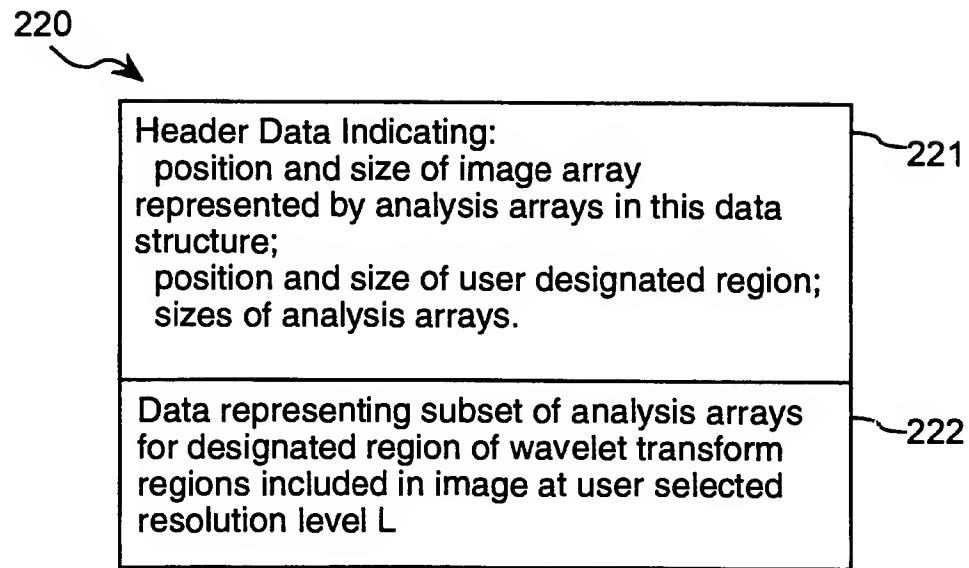 220
Header Data Indicating:
position and size of image array
represented by analysis arrays in this data
structure;
position and size of user designated region;
sizes of analysis arrays.
221
Data representing subset of analysis arrays
for designated region of wavelet transform
regions included in image at user selected
resolution level L
222